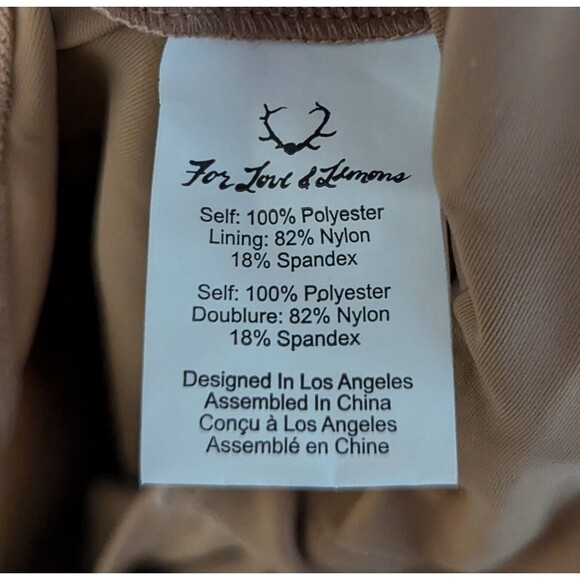 For Love & Lemons
Self: 100% Polyester
Lining: 82% Nylon
18% Spandex
Self: 100% Polyester
Doublure: 82% Nylon
18% Spandex
Designed In Los Angeles
Assembled In China
Conçu à Los Angeles
Assemblé en Chine